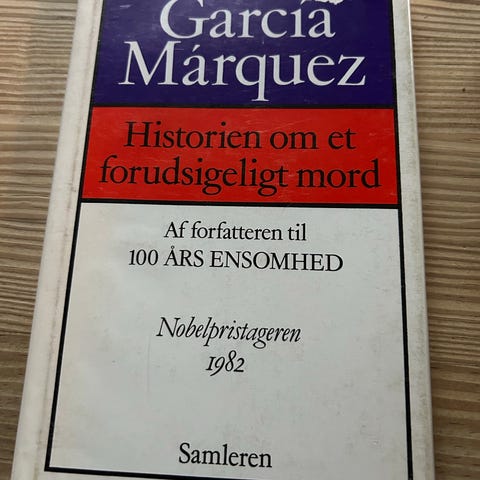 García
Márquez
Historien om et
forudsigeligt mord
Af forfatteren til
100 ÅRS ENSOMHED
Nobelpristageren
1982
Samleren